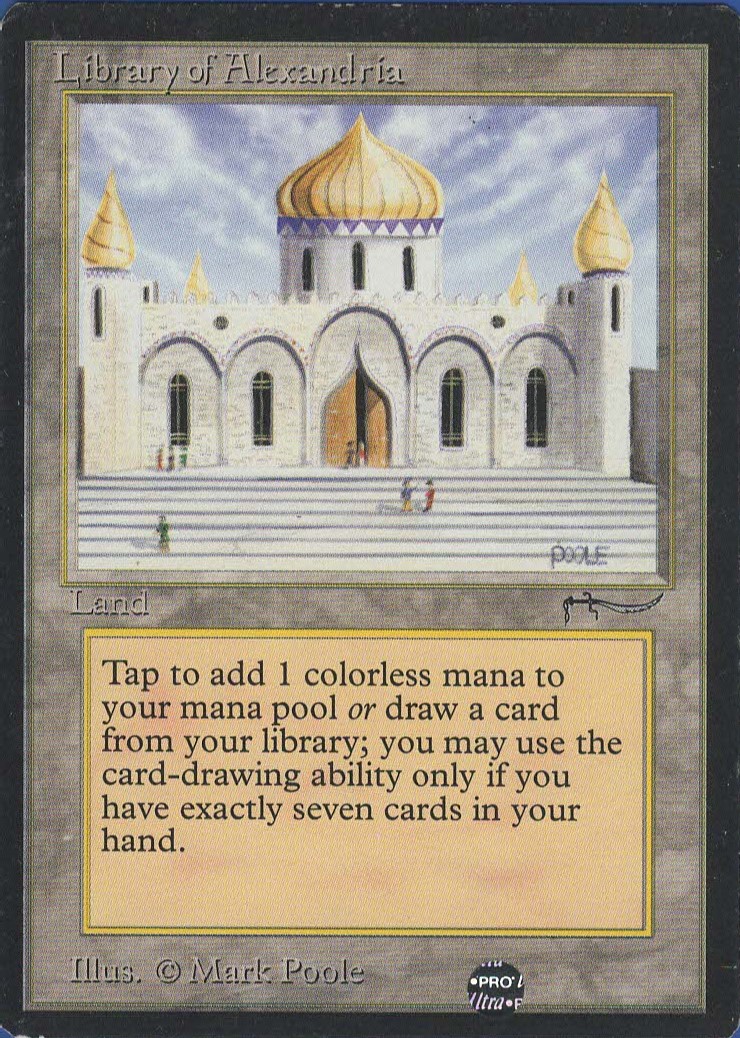 Library of Alexandria
POOLE
Land
Tap to add 1 colorless mana to
your mana pool or draw a card
from your library; you may use the
card-drawing ability only if you
have exactly seven cards in your
hand.
Illus. © Mark Poole
•PRO
Ultra•P